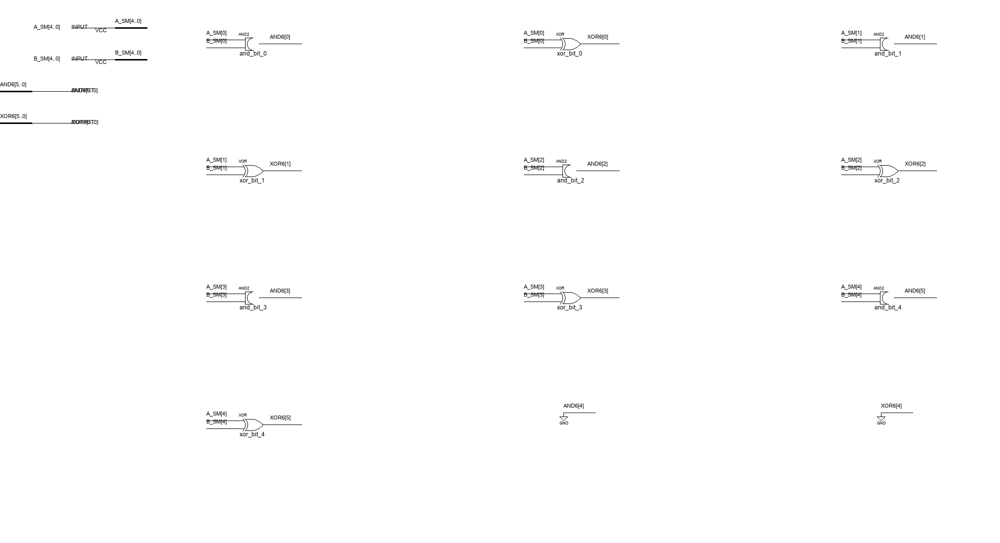 A_SM[4..0] INPUT VCC A_SM[4..0]
B_SM[4..0] INPUT VCC B_SM[4..0]
AND6[5..0]
XOR6[5..0]
A_SM[0] AND2 AND6[0]
B_SM[0]
and_bit_0
A_SM[0] XOR XOR6[0]
B_SM[0]
xor_bit_0
A_SM[1] AND2 AND6[1]
B_SM[1]
and_bit_1
A_SM[1] XOR XOR6[1]
B_SM[1]
xor_bit_1
A_SM[2] AND2 AND6[2]
B_SM[2]
and_bit_2
A_SM[2] XOR XOR6[2]
B_SM[2]
xor_bit_2
A_SM[3] AND2 AND6[3]
B_SM[3]
and_bit_3
A_SM[3] XOR XOR6[3]
B_SM[3]
xor_bit_3
A_SM[4] AND2 AND6[5]
B_SM[4]
and_bit_4
A_SM[4] XOR XOR6[5]
B_SM[4]
xor_bit_4
AND6[4]
GND
XOR6[4]
GND